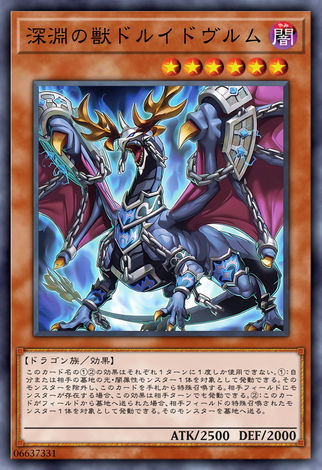 深淵の獣ドルイドヴルム
闇
やみ
【ドラゴン族/効果】
このカード名の①②の効果はそれぞれ1ターンに1度しか使用できない。①:自
分または相手の墓地の光・闇属性モンスター1体を対象として発動できる。その
モンスターを除外し、このカードを手札から特殊召喚する。相手フィールドにモ
ンスターが存在する場合、この効果は相手ターンでも発動できる。②:このカー
ドがフィールドから墓地へ送られた場合、相手フィールドの特殊召喚されたモ
ンスター1体を対象として発動できる。そのモンスターを墓地へ送る。
ATK/2500 DEF/2000
06637331